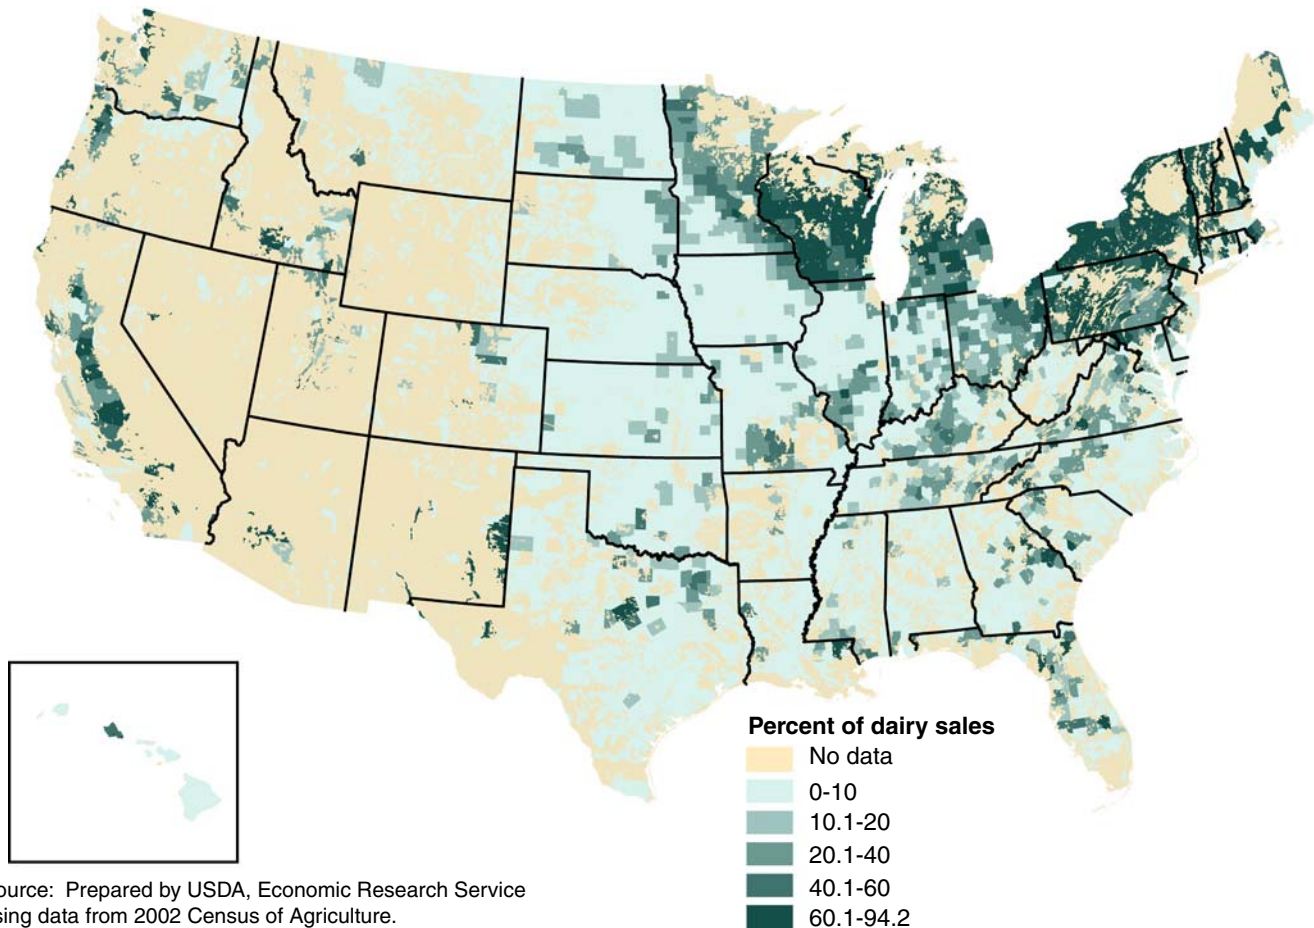 Percent of dairy sales
No data
0-10
10.1-20
20.1-40
40.1-60
60.1-94.2
ource: Prepared by USDA, Economic Research Service
sing data from 2002 Census of Agriculture.